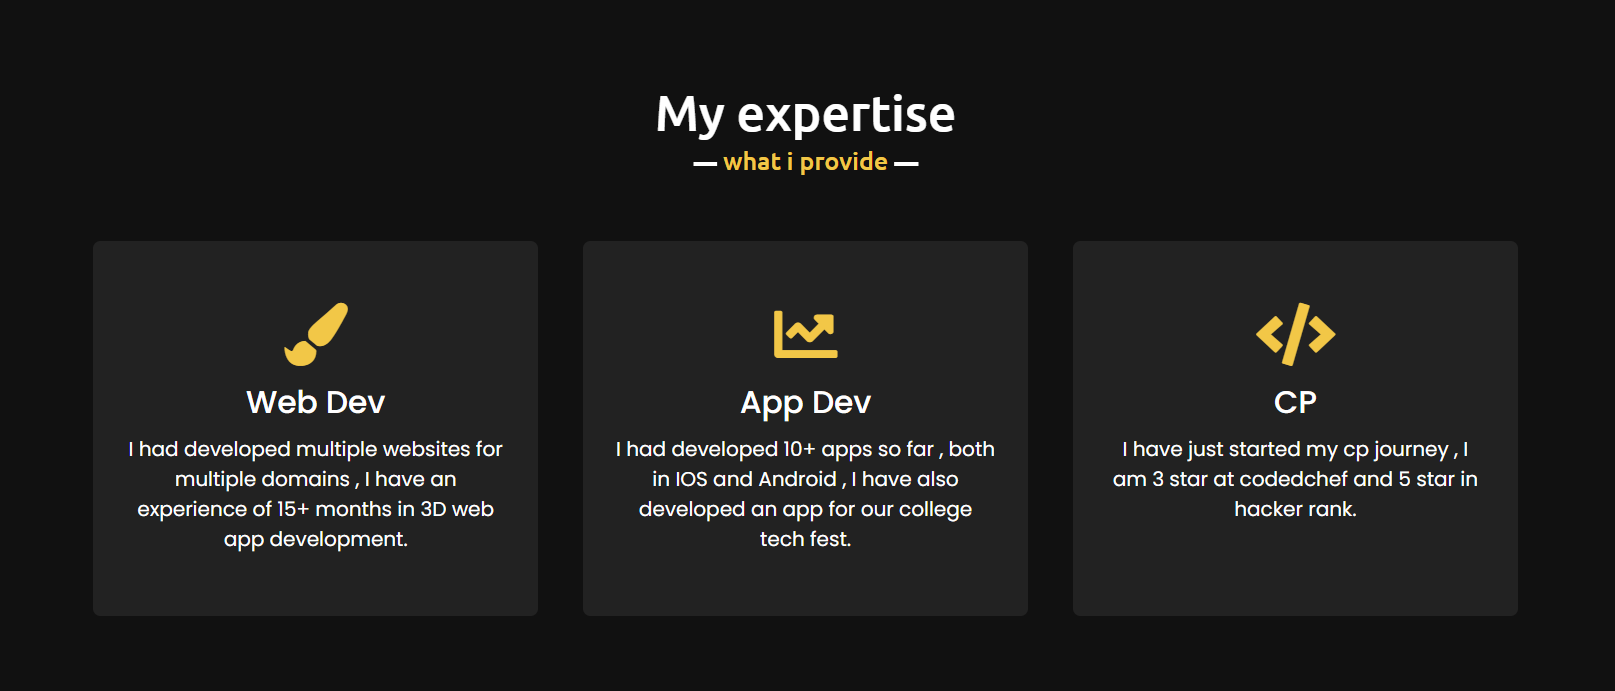 My expertise
— what i provide —
Web Dev
I had developed multiple websites for
multiple domains , I have an
experience of 15+ months in 3D web
app development.
App Dev
I had developed 10+ apps so far , both
in IOS and Android , I have also
developed an app for our college
tech fest.
CP
I have just started my cp journey , I
am 3 star at codedchef and 5 star in
hacker rank.